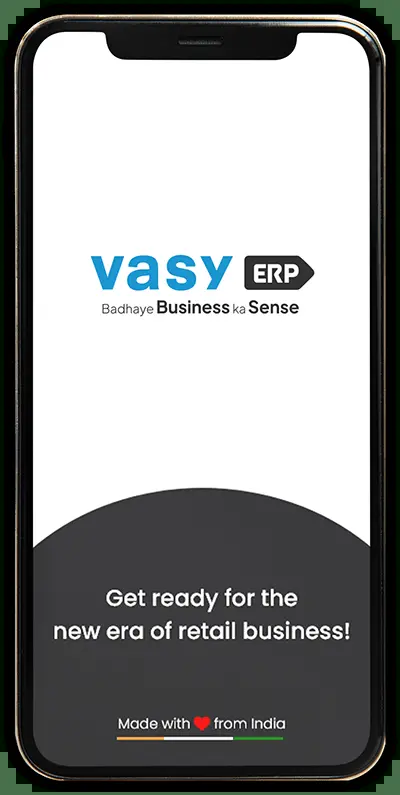 vasy ERP
Badhaye Business ka Sense
Get ready for the
new era of retail business!
Made with ❤ from India